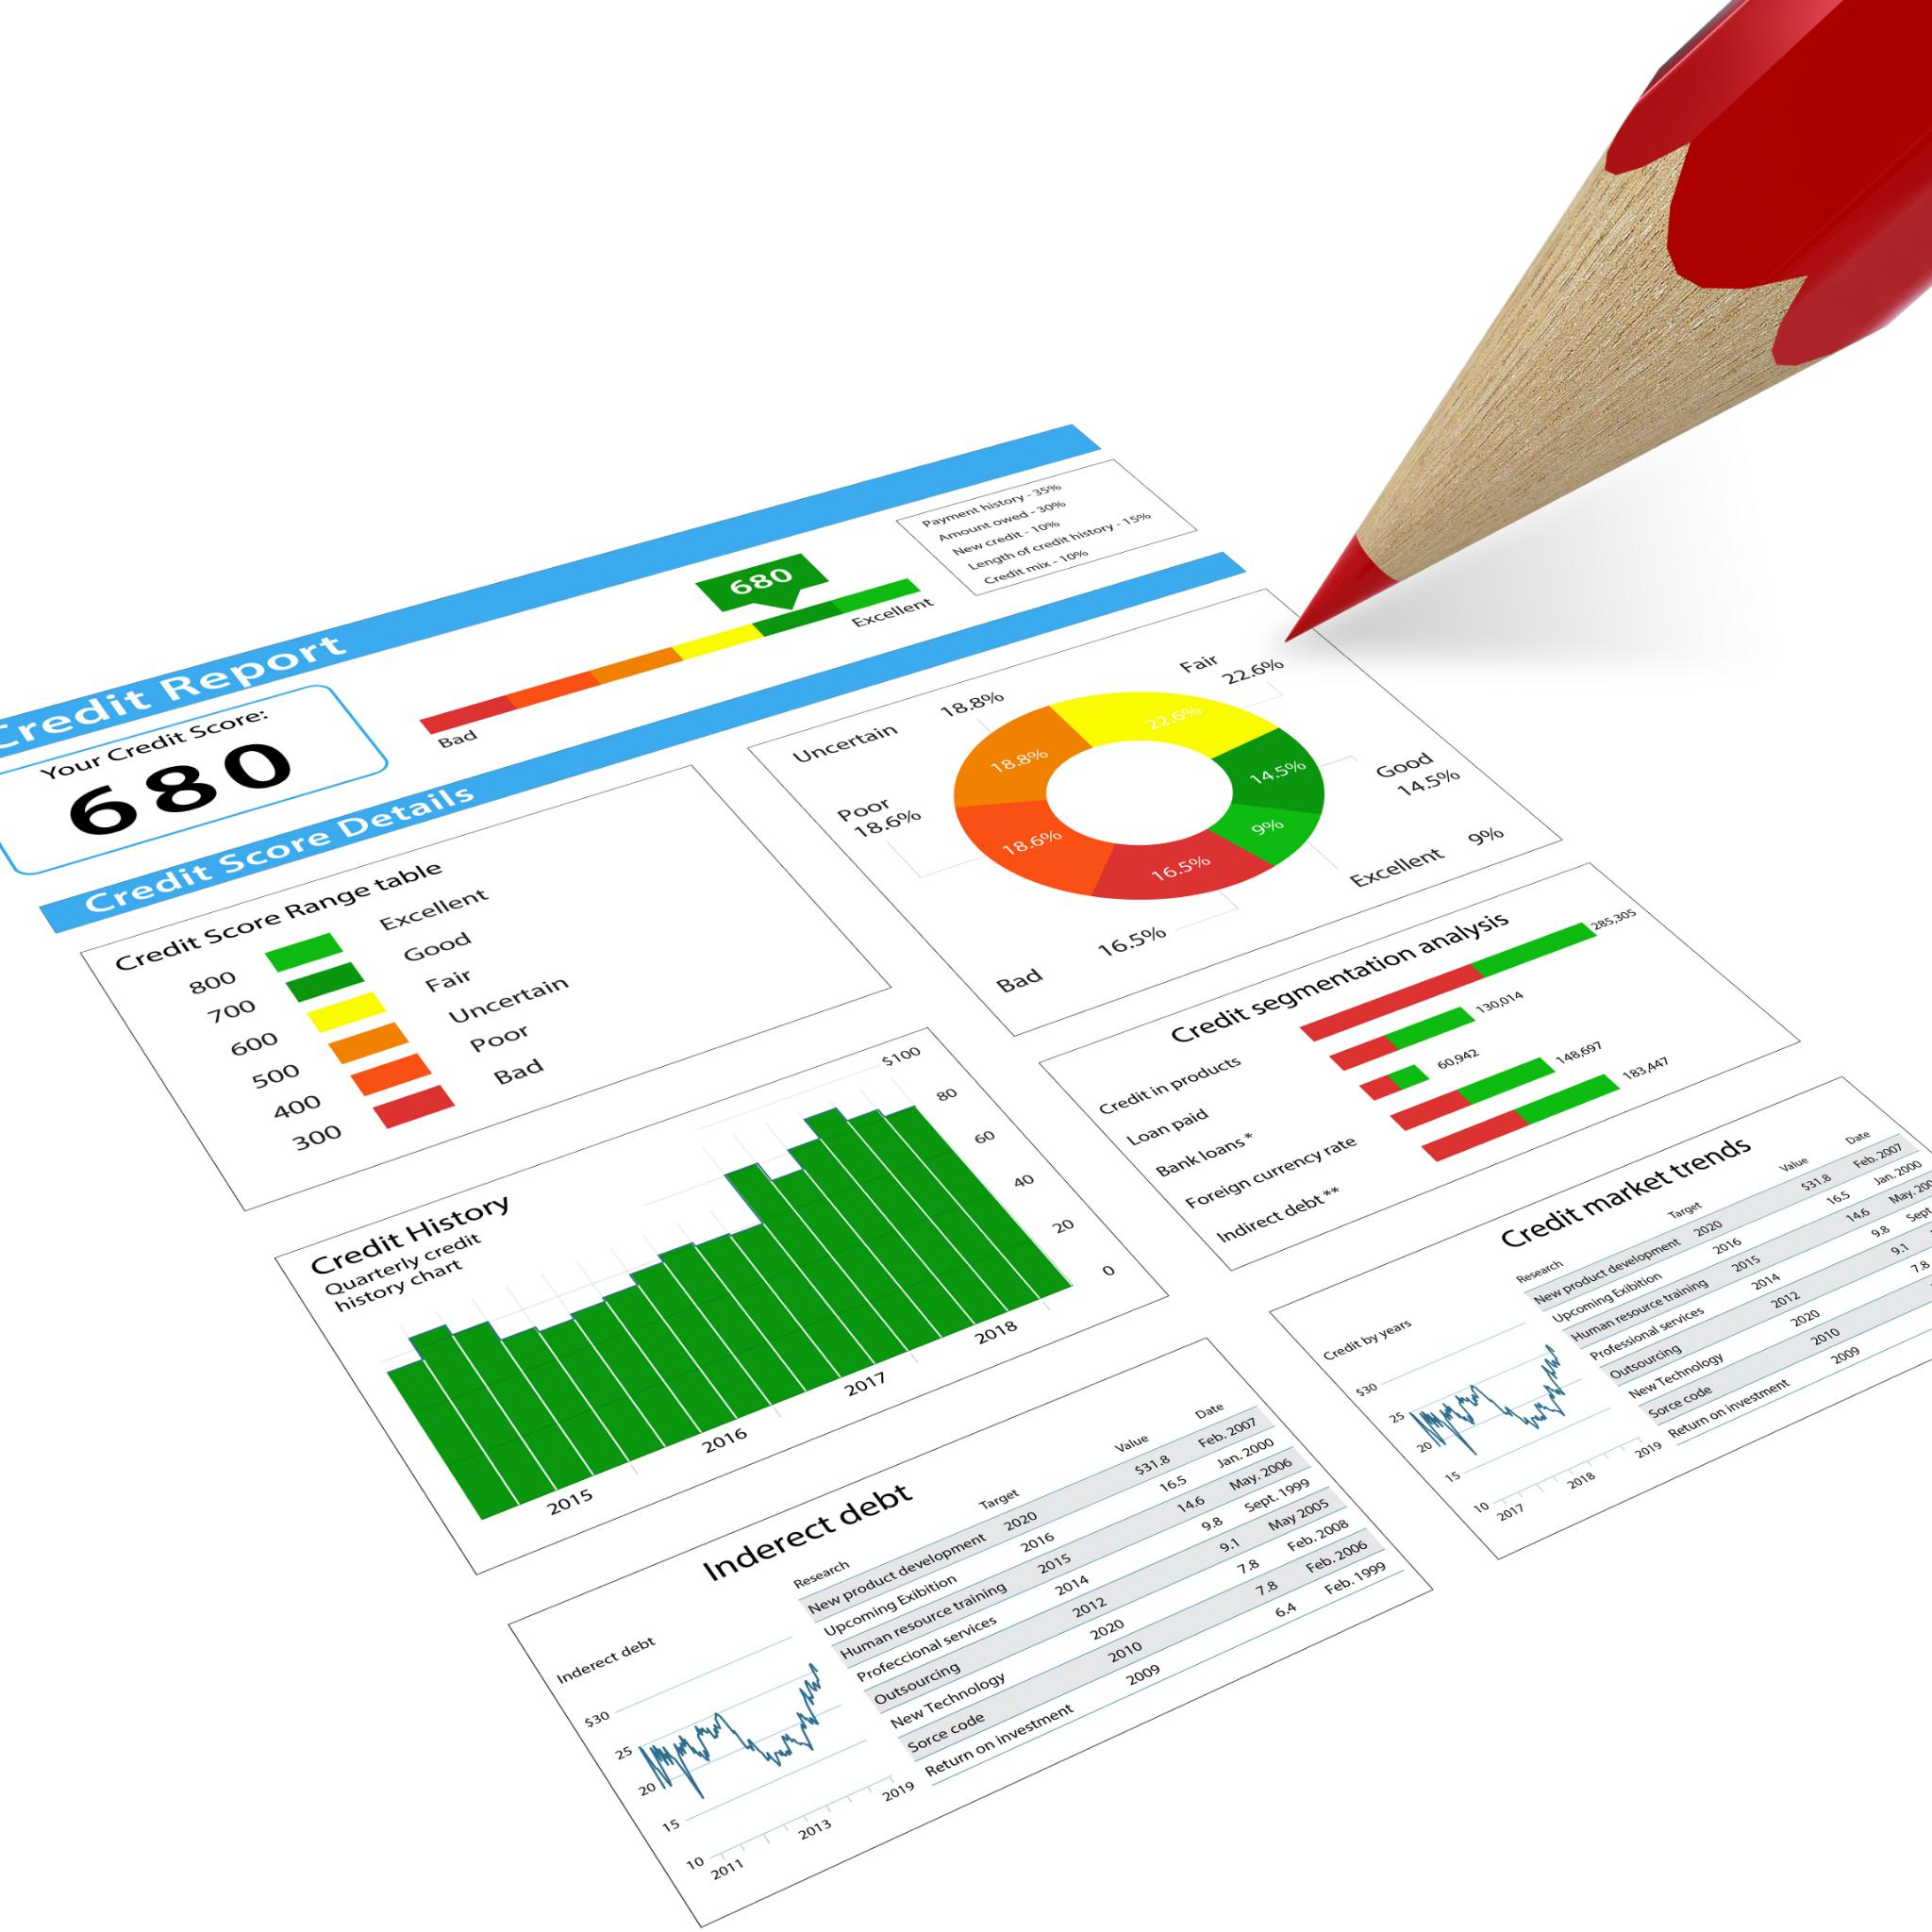 Credit Report
Your Credit Score:
680
680
Bad
Excellent
Payment history - 35%
Amount owed - 30%
New credit - 10%
Length of credit history - 15%
Credit mix - 10%
Credit Score Details
Credit Score Range table
800 Excellent
700 Good
600 Fair
500 Uncertain
400 Poor
300 Bad
Uncertain 18.8%
Fair
22.6%
Poor
18.6%
Good
14.5%
Excellent 9%
Bad 16.5%
18.8%
22.6%
14.5%
9%
16.5%
18.6%
Credit History
Quarterly credit
history chart
$100
80
60
40
20
0
2015 2016 2017 2018
Credit segmentation analysis
Credit in products 285,305
Loan paid 130,014
Bank loans* 60,942
Foreign currency rate 148,697
Indirect debt ** 183,447
Inderect debt
Inderect debt
$30
25
20
15
10
2011 2013 2019
Research Target Value Date
New product development 2020 $31.8 Feb. 2007
Upcoming Exibition 2016 16.5 Jan. 2000
Human resource training 2015 14.6 May. 2006
Profeccional services 2014 9.8 Sept. 1999
Outsourcing 2012 9.1 May 2005
New Technology 2020 7.8 Feb. 2008
Sorce code 2010 7.8 Feb. 2006
Return on investment 2009 6.4 Feb. 1999
Credit market trends
Credit by years
$30
25
20
15
10
2017 2018 2019
Research Target Value Date
New product development 2020 $31.8 Feb. 2007
Upcoming Exibition 2016 16.5 Jan. 2000
Human resource training 2015 14.6 May.
Professional services 2014 9.8 Sept.
Outsourcing 2012 9.1
New Technology 2020 7.8
Sorce code 2010
Return on investment 2009